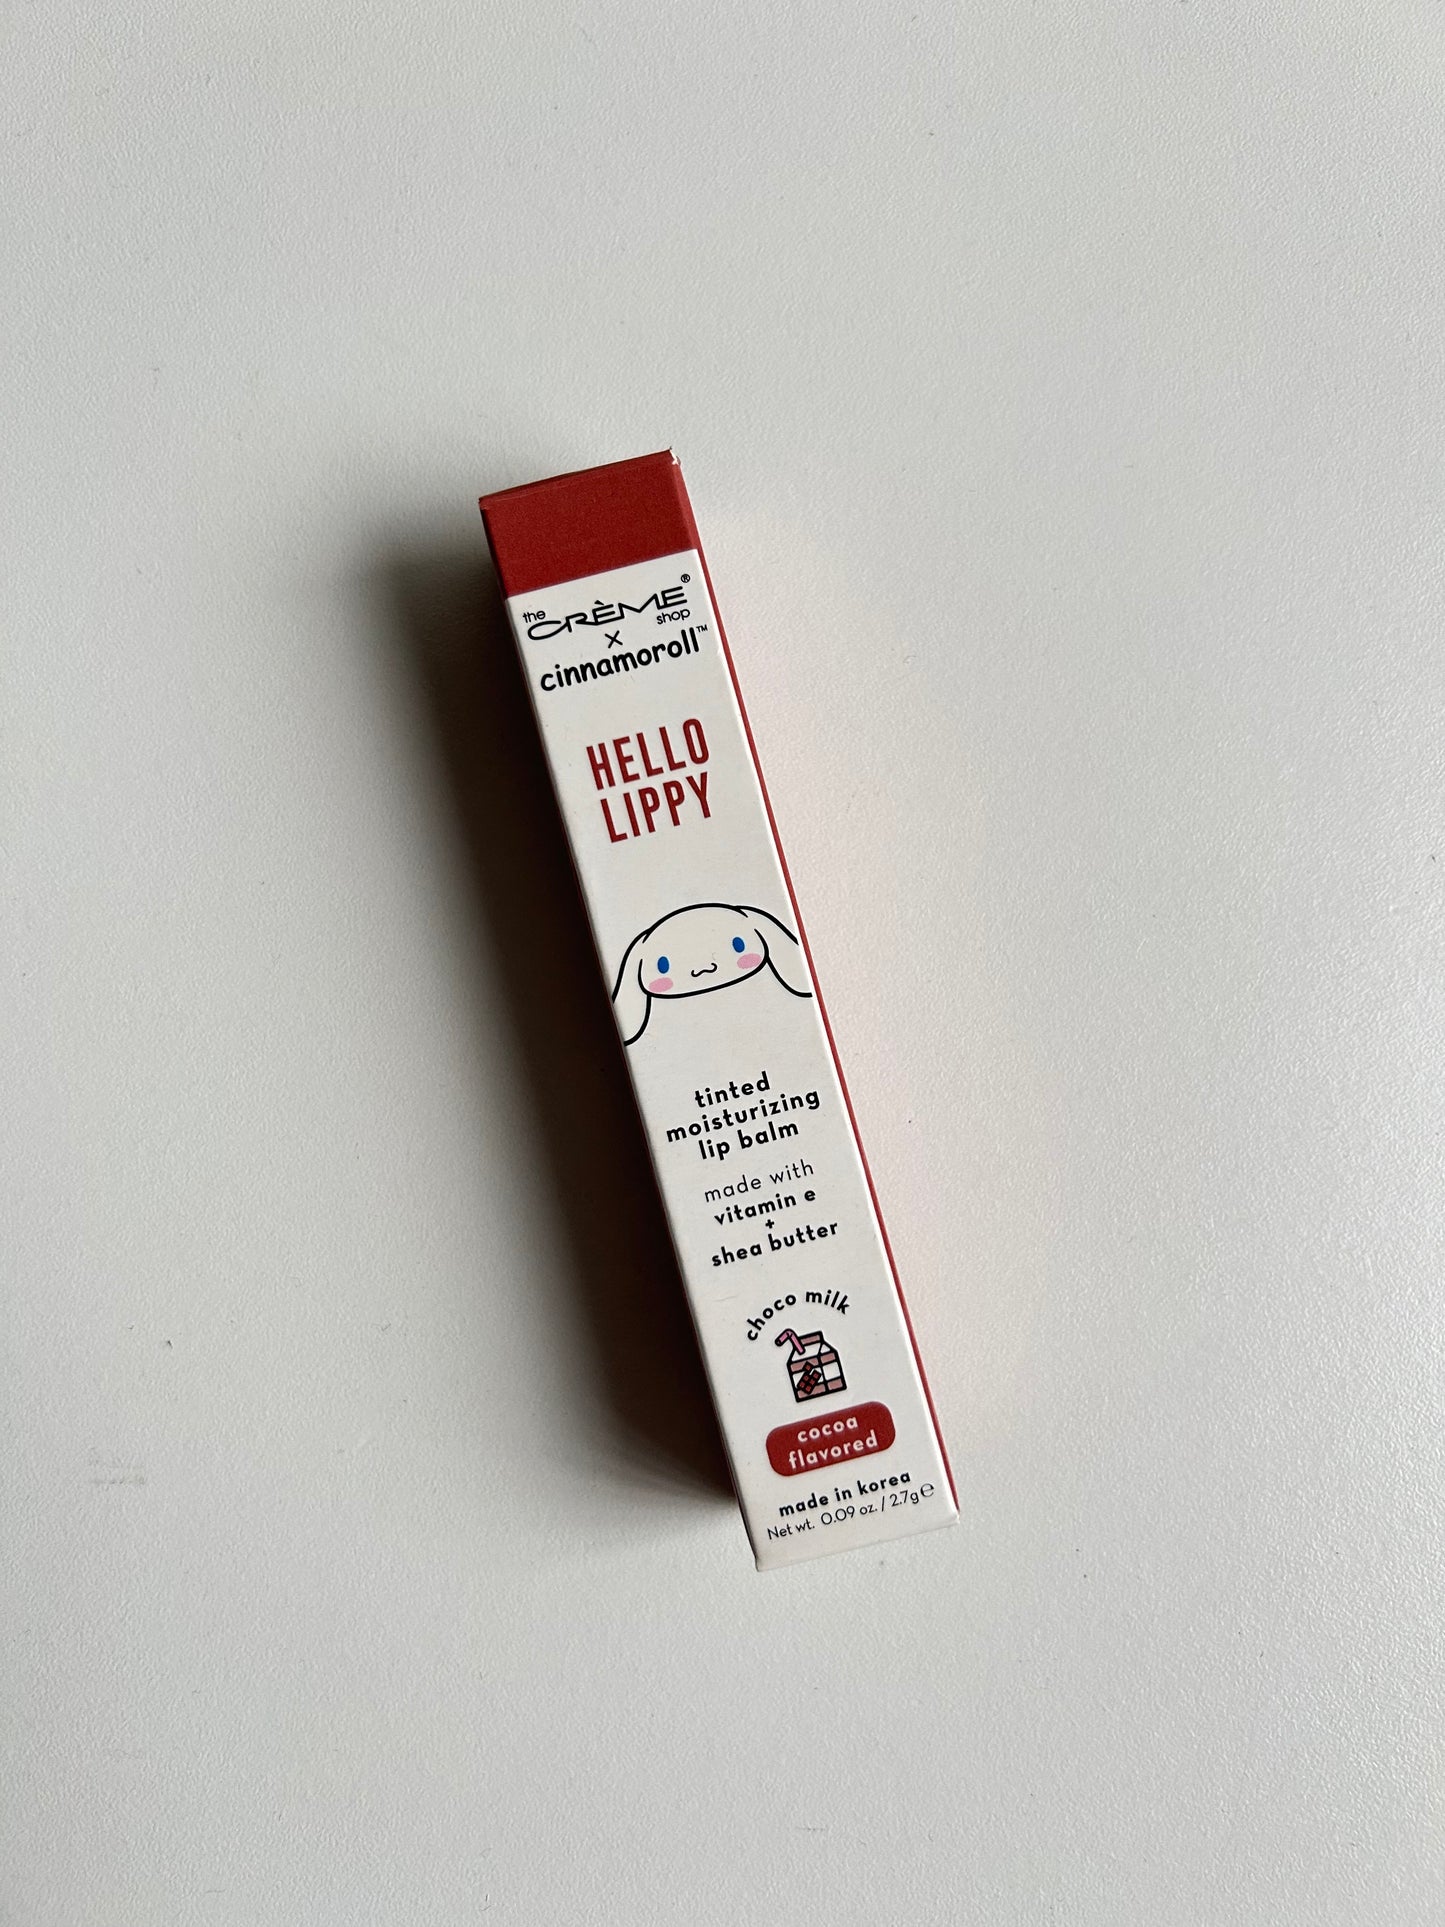 the CRÈME® shop
x
cinnamoroll™
HELLO
LIPPY
tinted
moisturizing
lip balm
made with
vitamin e
+
shea butter
choco milk
cocoa
flavored
made in korea
Net wt. 0.09 oz. / 2.7g ℮